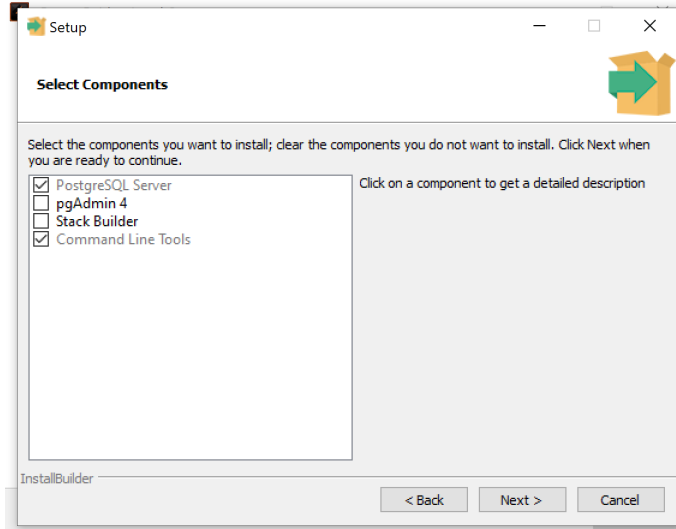 Setup
Select Components
Select the components you want to install; clear the components you do not want to install. Click Next when
you are ready to continue.
PostgreSQL Server
pgAdmin 4
Stack Builder
Command Line Tools
Click on a component to get a detailed description
InstallBuilder
< Back
Next >
Cancel